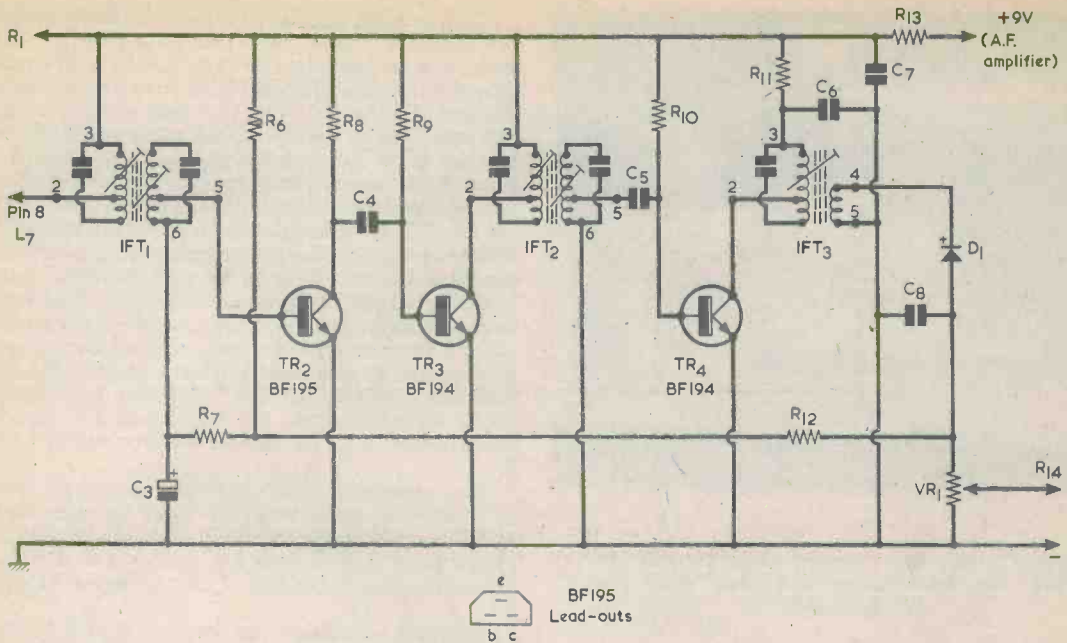 R13
+9V
R1
(A.F. amplifier)
R11
C7
C6
R6
R8
R9
R10
3
3
3
2
5
C4
2
C5
5
2
4
5
Pin 8
L7
6
6
IFT1
IFT2
IFT3
D1
C8
TR2
BF195
TR3
BF194
TR4
BF194
R7
R12
+
+
C3
VR1
R14
−
e
b c
BF195
Lead-outs